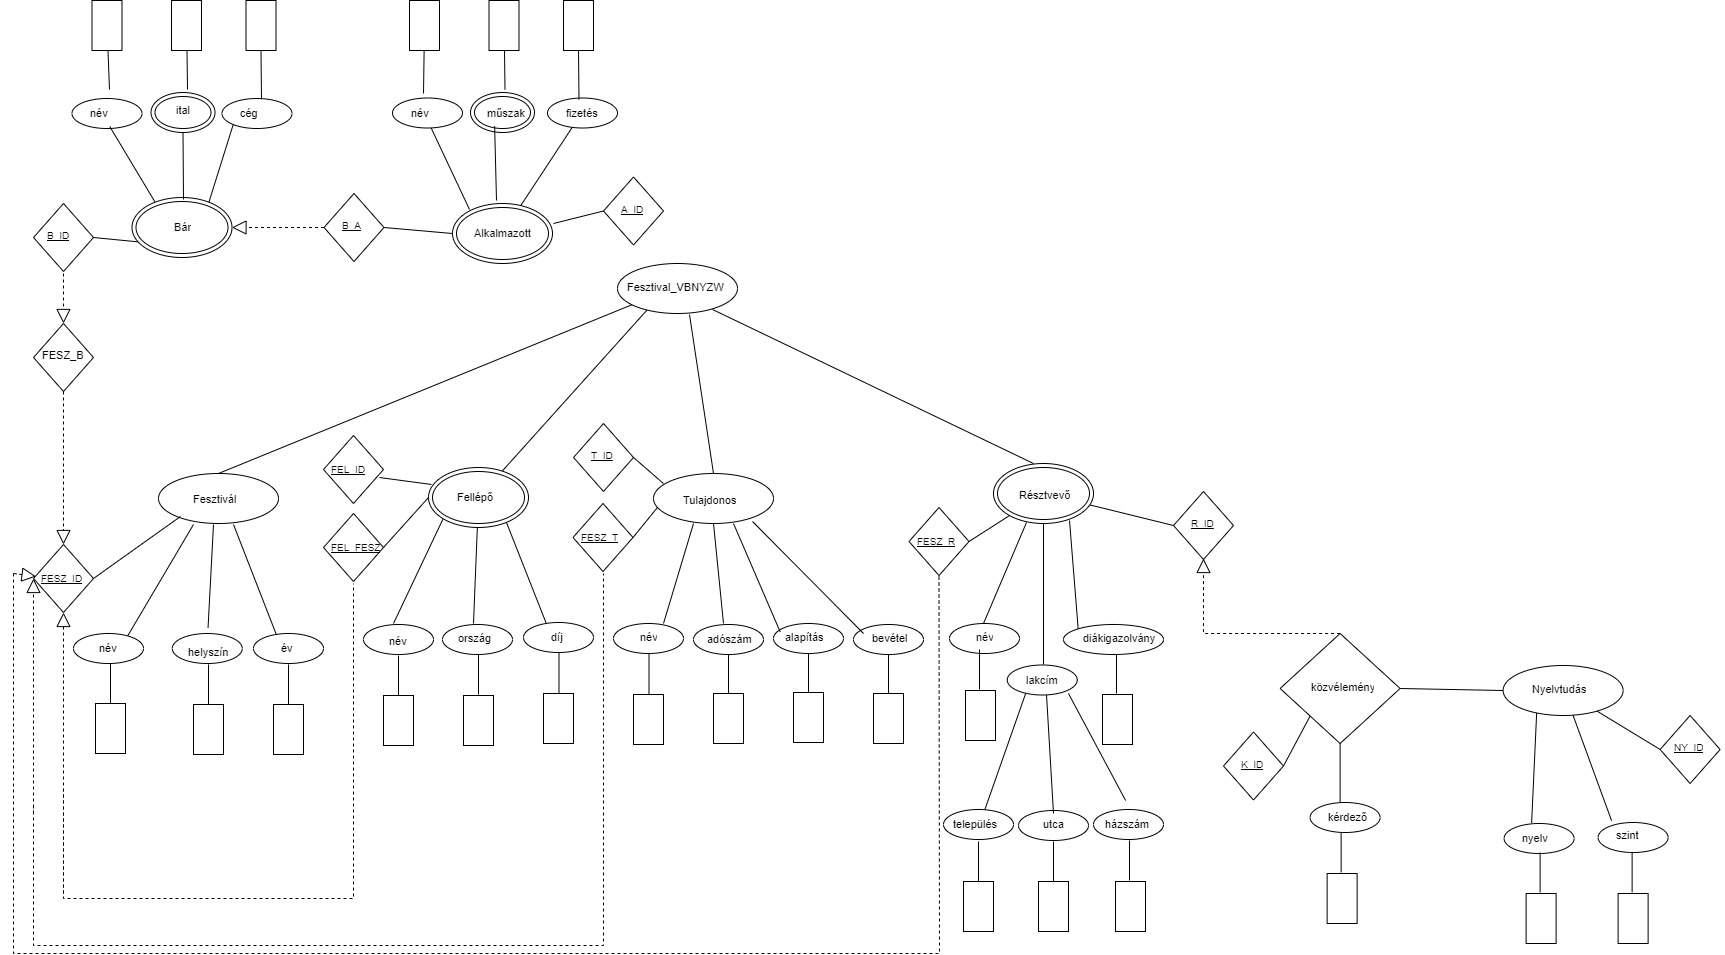 név
ital
cég
név
műszak
fizetés
B_ID
Bár
B_A
Alkalmazott
A_ID
Fesztival_VBNYZW
FESZ_B
FEL_ID
T_ID
Fesztivál
Fellépő
Tulajdonos
Résztvevő
R_ID
FEL_FESZ
FESZ_T
FESZ_R
FESZ_ID
név
helyszín
év
név
ország
díj
név
adószám
alapítás
bevétel
név
diákigazolvány
lakcím
közvélemény
Nyelvtudás
K_ID
NY_ID
település
utca
házszám
kérdező
nyelv
szint